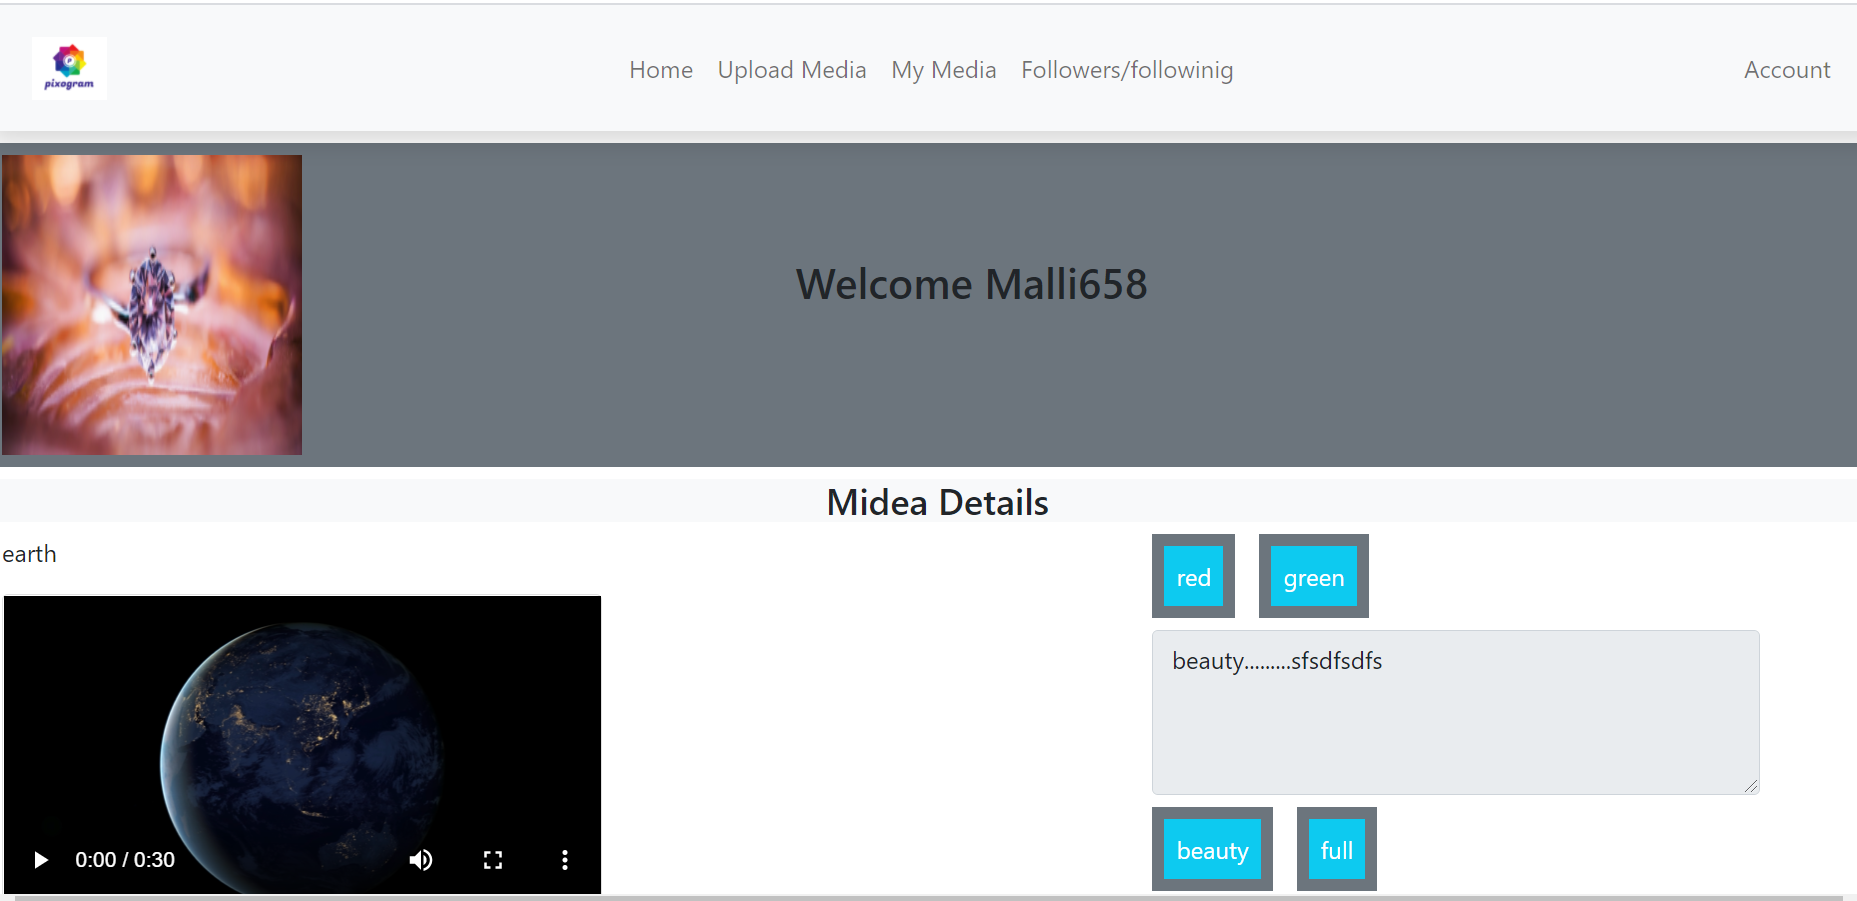 pixogram
Home Upload Media My Media Followers/followinig Account
Welcome Malli658
Midea Details
earth
red green
beauty.........sfsdfsdfs
0:00 / 0:30
beauty full